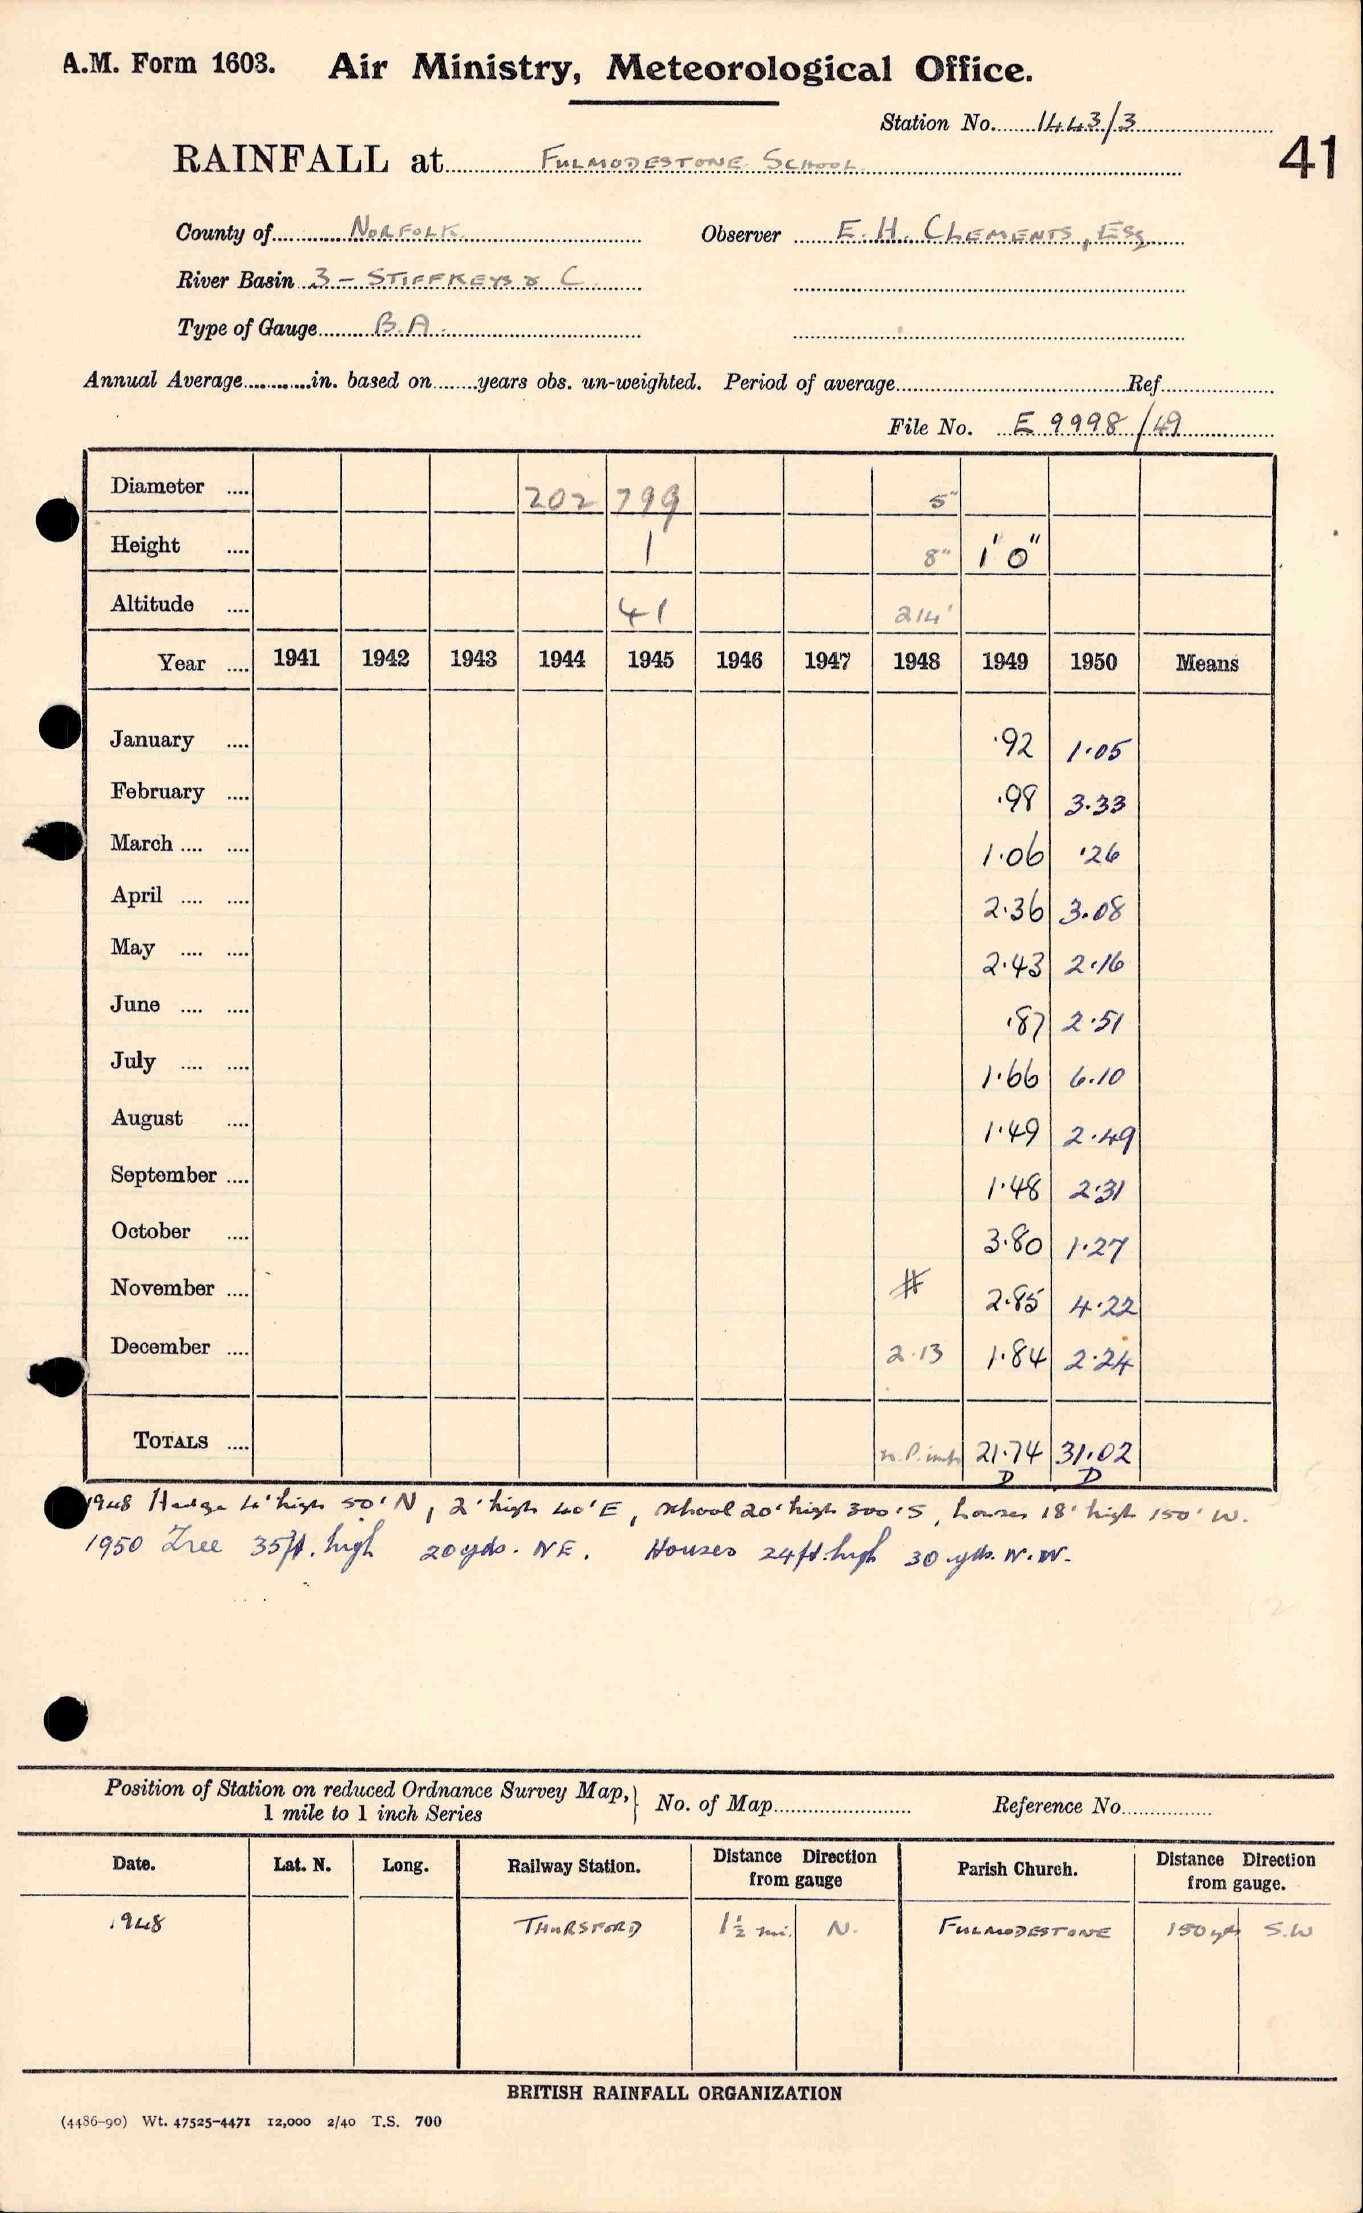 A.M. Form 1603. Air Ministry, Meteorological Office.
Station No. 1443/3
41
RAINFALL at FULMODESTONE SCHOOL
County of NORFOLK. Observer E. H. CLEMENTS, ESQ
River Basin 3 - STIFFKEY & C
Type of Gauge B.A.
Annual Average in. based on years obs. un-weighted. Period of average Ref
File No. E 9998/49
Diameter 202 799 5"
Height 1 8" 1' 0"
Altitude 41 214'
Year 1941 1942 1943 1944 1945 1946 1947 1948 1949 1950 Means
January ·92 1·05
February ·98 3·33
March 1·06 ·26
April 2·36 3·08
May 2·43 2·16
June ·87 2·51
July 1·66 6·10
August 1·49 2·49
September 1·48 2·31
October 3·80 1·27
November # 2·85 4·22
December 2·13 1·84 2·24
TOTALS 21·74 31·02
D D
1948 Hedge 4' high 50' N, 2' high 40' E, school 20' high 300' S, houses 18' high 150' W.
1950 Tree 35ft. high 20yds. NE. Houses 24ft. high 30 yds. N.W.
Position of Station on reduced Ordnance Survey Map,
1 mile to 1 inch Series
No. of Map Reference No.
Date. Lat. N. Long. Railway Station. Distance Direction from gauge Parish Church. Distance Direction from gauge.
1948 THURSFORD 1½ mi. N. FULMODESTONE 150 yds S.W
BRITISH RAINFALL ORGANIZATION
(4486-90) Wt. 47525-4471 12,000 2/40 T.S. 700